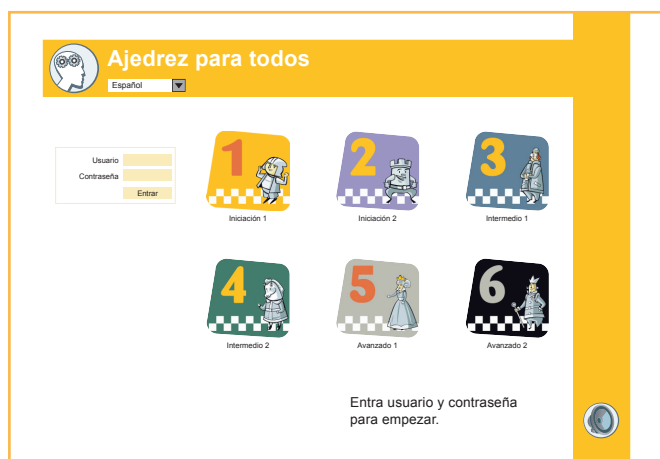 Ajedrez para todos
Español
Usuario
Contraseña
Entrar
1
2
3
Iniciación 1
Iniciación 2
Intermedio 1
4
5
6
Intermedio 2
Avanzado 1
Avanzado 2
Entra usuario y contraseña
para empezar.